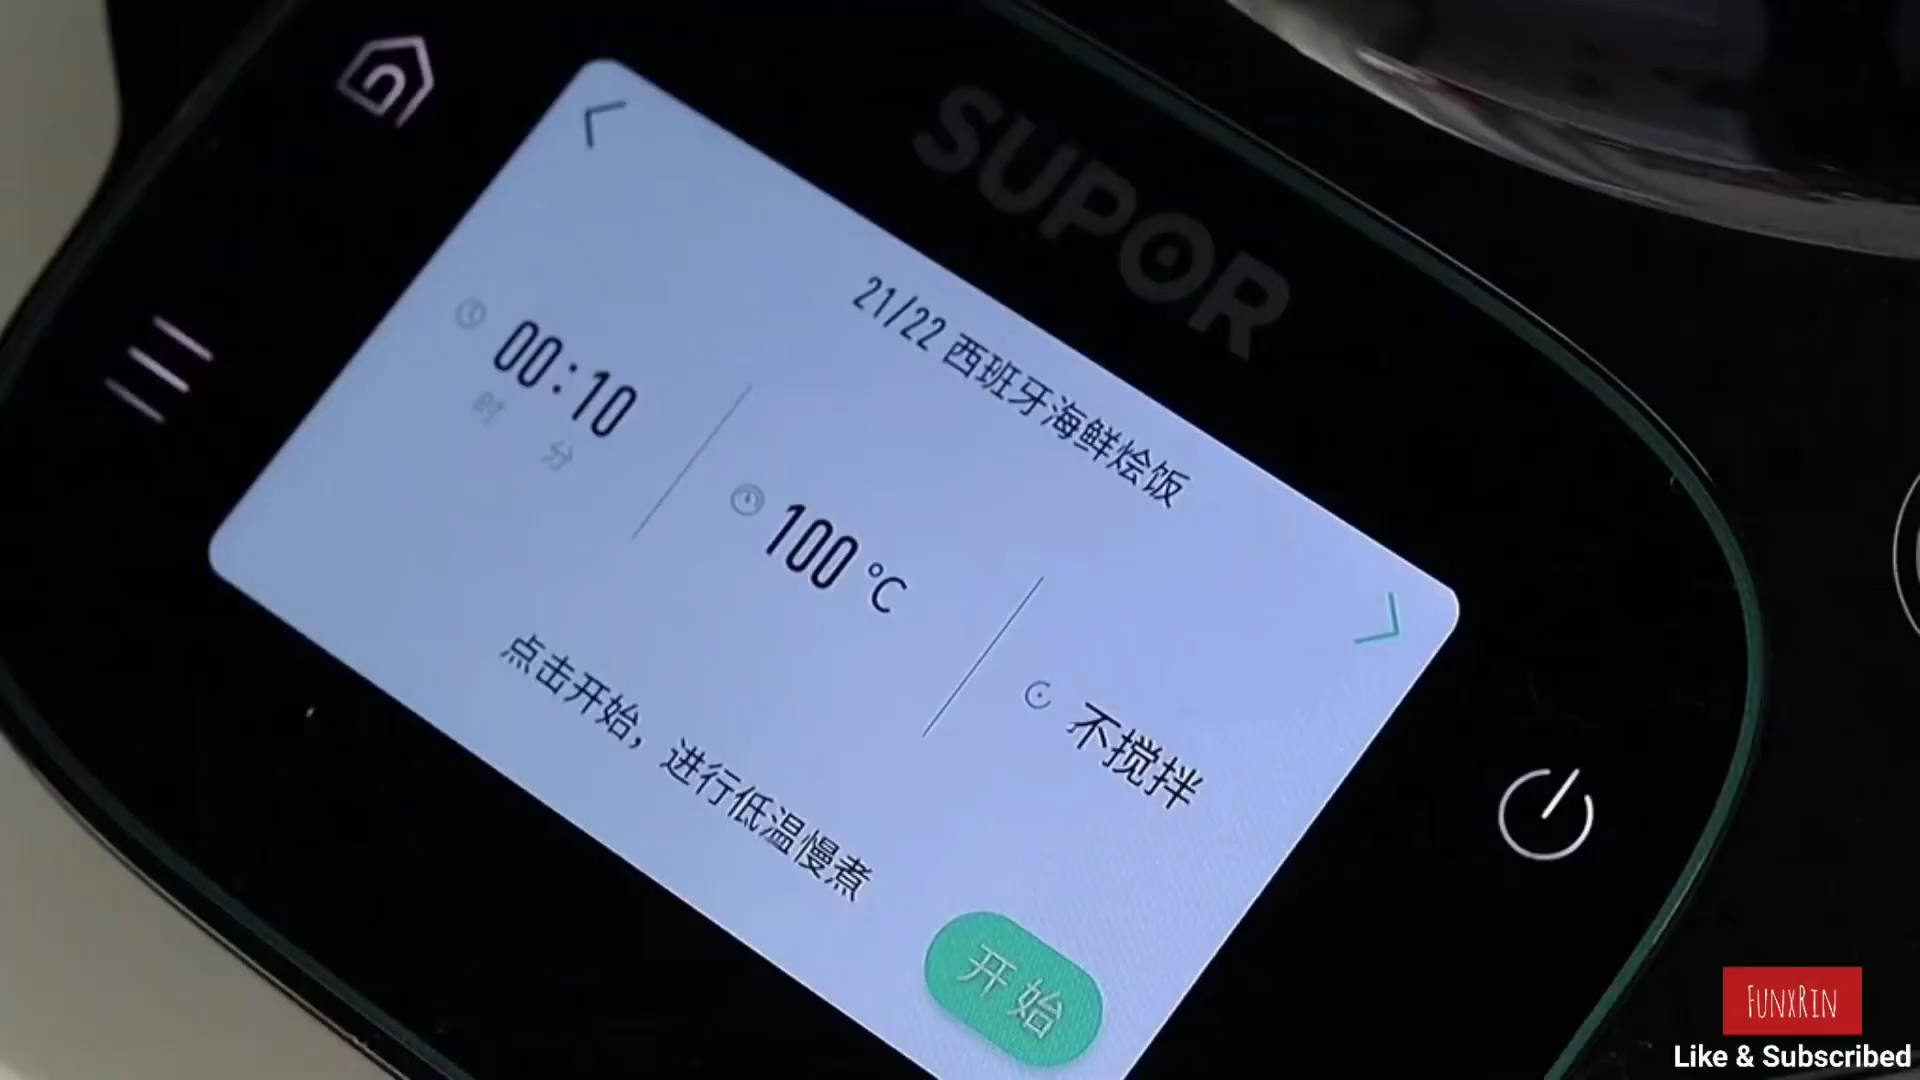 SUPOR
21/22 西班牙海鲜烩饭
00:10
时 分
100 ℃
不搅拌
点击开始，进行低温慢煮
开始
FUNXRIN
Like & Subscribed